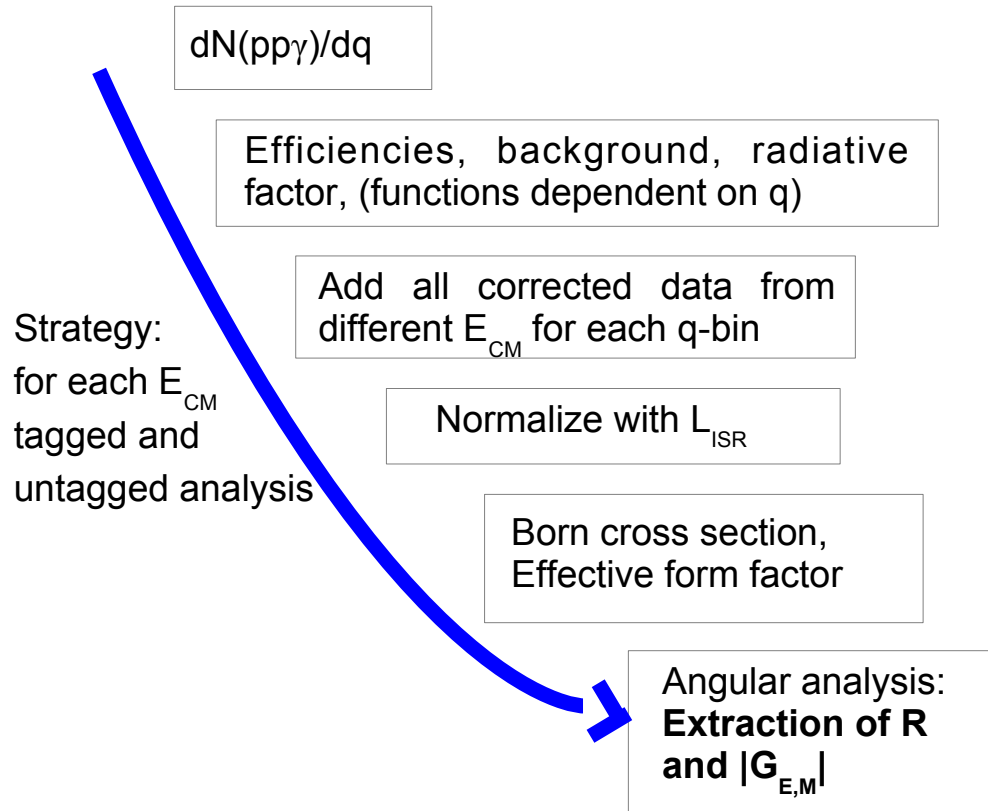 dN(ppγ)/dq
Efficiencies, background, radiative
factor, (functions dependent on q)
Add all corrected data from
different E_CM for each q-bin
Strategy:
for each E_CM
tagged and
untagged analysis
Normalize with L_ISR
Born cross section,
Effective form factor
Angular analysis:
Extraction of R
and |G_E,M|